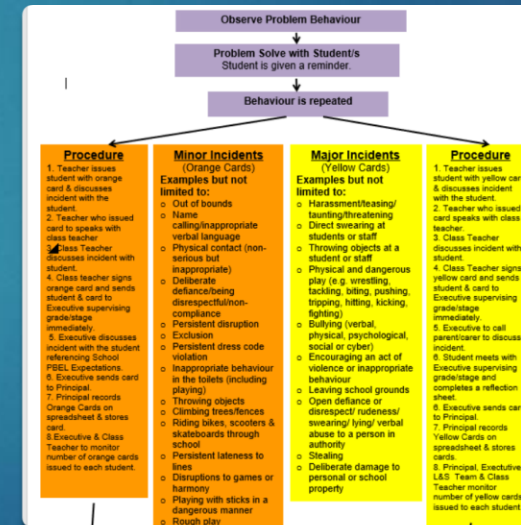 Observe Problem Behaviour
Problem Solve with Student/s
Student is given a reminder.
Behaviour is repeated
Procedure
1. Teacher issues
student with orange
card & discusses
incident with the
student.
2. Teacher who issued
card to speaks with
class teacher
3. Class Teacher
discusses incident with
student.
4. Class teacher signs
orange card and sends
student & card to
Executive supervising
grade/stage
immediately.
5. Executive discusses
incident with the student
referencing School
PBEL Expectations.
6. Executive sends card
to Principal.
7. Principal records
Orange Cards on
spreadsheet & stores
card.
8.Executive & Class
Teacher to monitor
number of orange cards
issued to each student.
Minor Incidents
(Orange Cards)
Examples but not
limited to:
o Out of bounds
o Name
calling/inappropriate
verbal language
o Physical contact (non-
serious but
inappropriate)
o Deliberate
defiance/being
disrespectful/non-
compliance
o Persistent disruption
o Exclusion
o Persistent dress code
violation
o Inappropriate behaviour
in the toilets (including
playing)
o Throwing objects
o Climbing trees/fences
o Riding bikes, scooters &
skateboards through
school
o Persistent lateness to
lines
o Disruptions to games or
harmony
o Playing with sticks in a
dangerous manner
o Rough play
Major Incidents
(Yellow Cards)
Examples but not
limited to:
o Harassment/teasing/
taunting/threatening
o Direct swearing at
students or staff
o Throwing objects at a
student or staff
o Physical and dangerous
play (e.g. wrestling,
tackling, biting, pushing,
tripping, hitting, kicking,
fighting)
o Bullying (verbal,
physical, psychological,
social or cyber)
o Encouraging an act of
violence or inappropriate
behaviour
o Leaving school grounds
o Open defiance or
disrespect/ rudeness/
swearing/ lying/ verbal
abuse to a person in
authority
o Stealing
o Deliberate damage to
personal or school
property
Procedure
1. Teacher issues
student with yellow car
& discusses incident
with the student.
2. Teacher who issued
card speaks with class
teacher.
3. Class Teacher
discusses incident with
student.
4. Class Teacher signs
yellow card and sends
student & card to
Executive supervising
grade/stage
immediately.
5. Executive to call
parent/carer to discuss
incident.
6. Student meets with
Executive supervising
grade/stage and
completes a reflection
sheet.
6. Executive sends car
to Principal.
7. Principal records
Yellow Cards on
spreadsheet & stores
cards.
8. Principal, Exectutive
L&S Team & Class
Teacher monitor
number of yellow cards
issued to each student